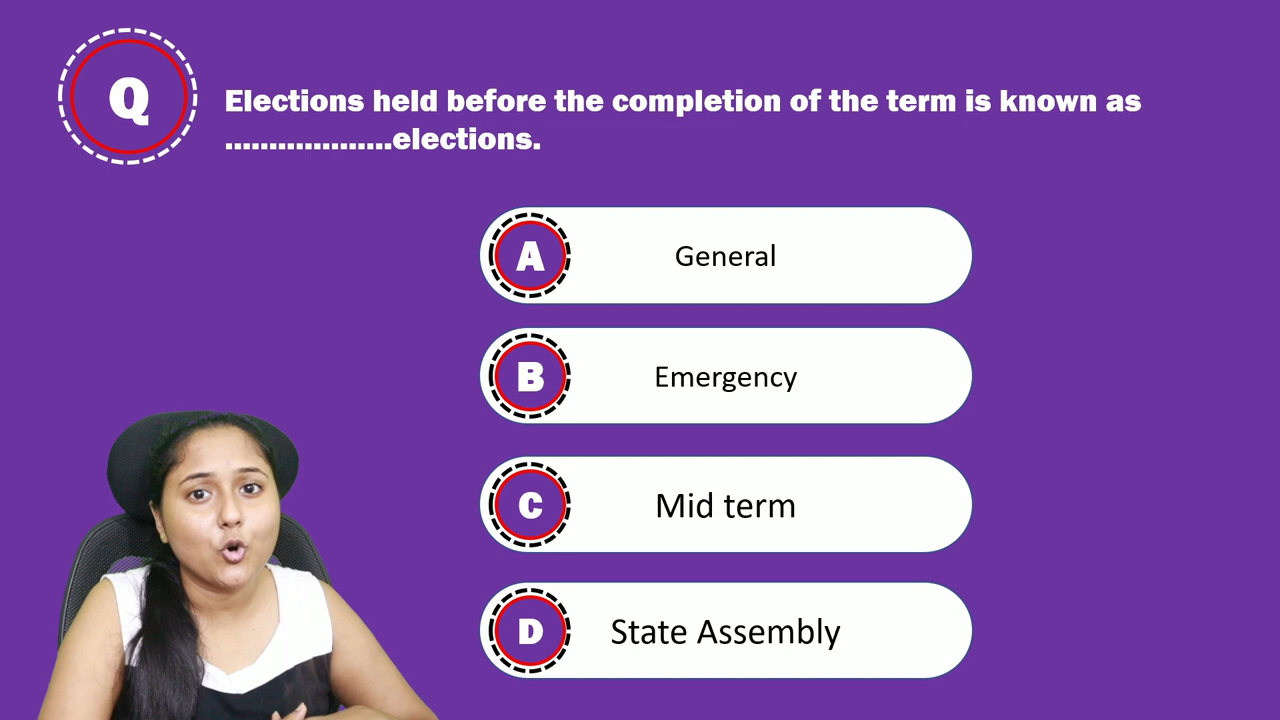 Q
Elections held before the completion of the term is known as
...................elections.
A
General
B
Emergency
C
Mid term
D
State Assembly